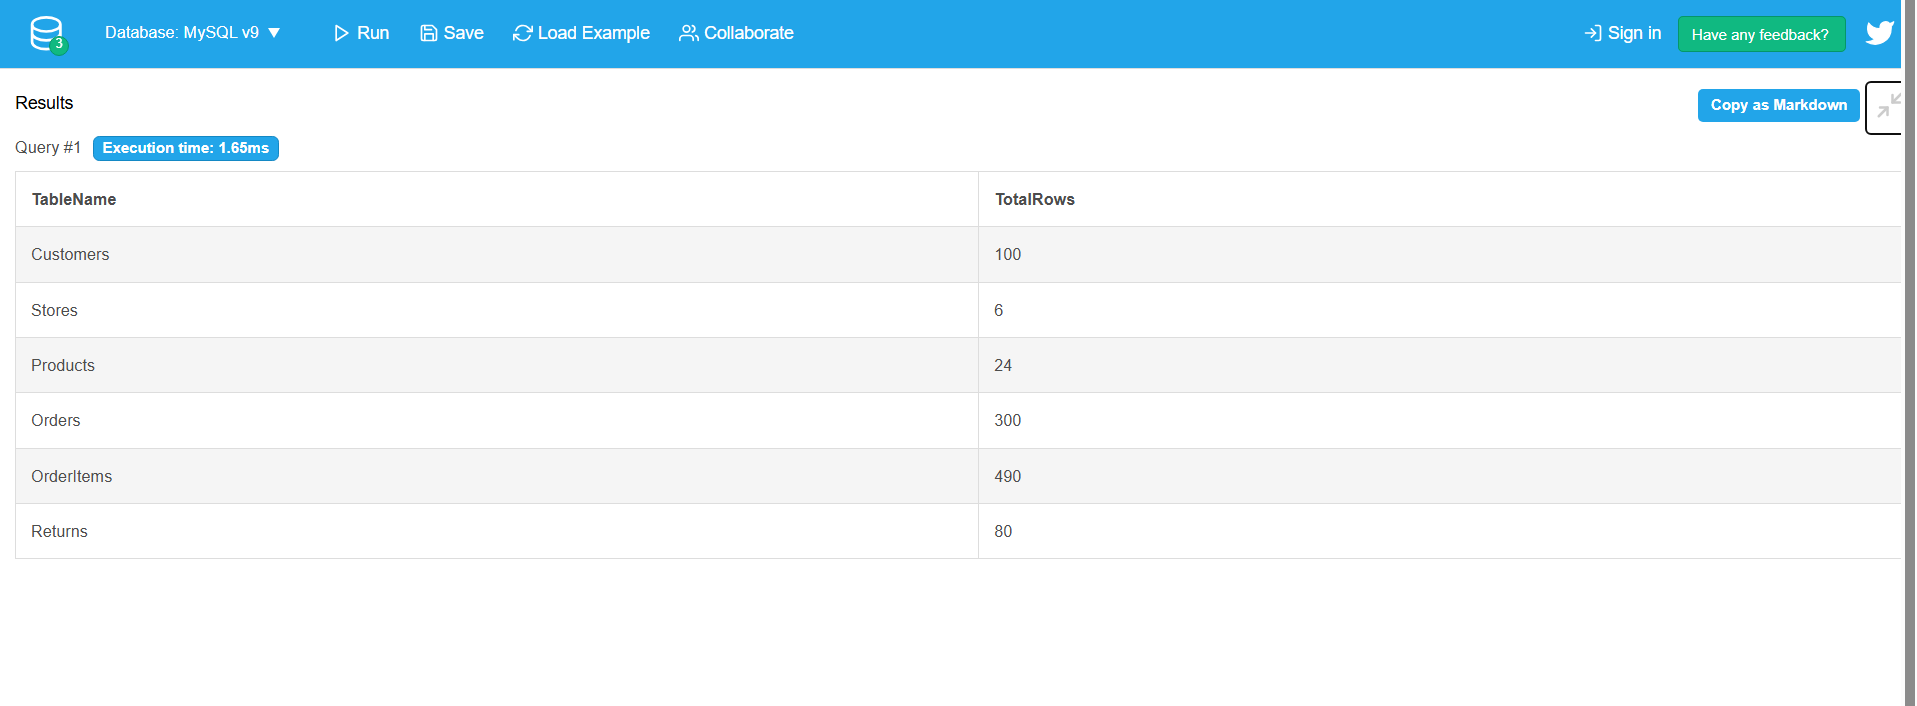 3 Database: MySQL v9 ▼ Run Save Load Example Collaborate Sign in Have any feedback?
Results Copy as Markdown
Query #1 Execution time: 1.65ms
TableName TotalRows
Customers 100
Stores 6
Products 24
Orders 300
OrderItems 490
Returns 80